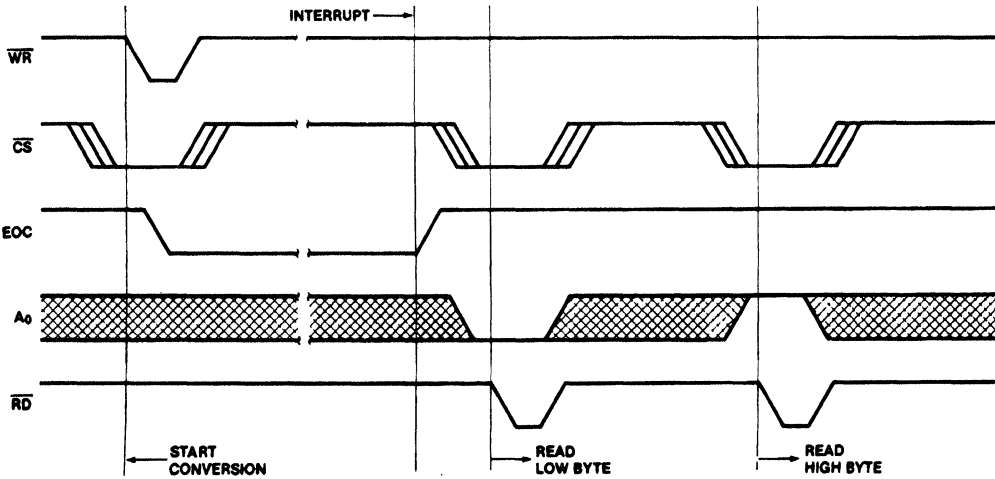 INTERRUPT
WR
CS
EOC
A0
RD
START
CONVERSION
READ
LOW BYTE
READ
HIGH BYTE